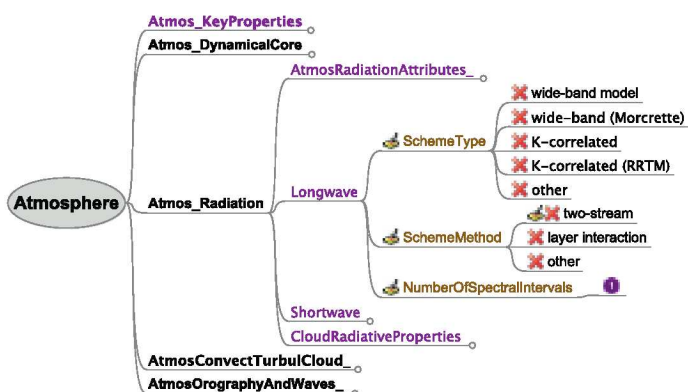 Atmos_KeyProperties
Atmos_DynamicalCore
AtmosRadiationAttributes_
wide-band model
wide-band (Morcrette)
SchemeType
K-correlated
K-correlated (RRTM)
other
Atmosphere
Atmos_Radiation
Longwave
two-stream
SchemeMethod
layer interaction
other
NumberOfSpectralIntervals
Shortwave
CloudRadiativeProperties
AtmosConvectTurbulCloud_
AtmosOrographyAndWaves_